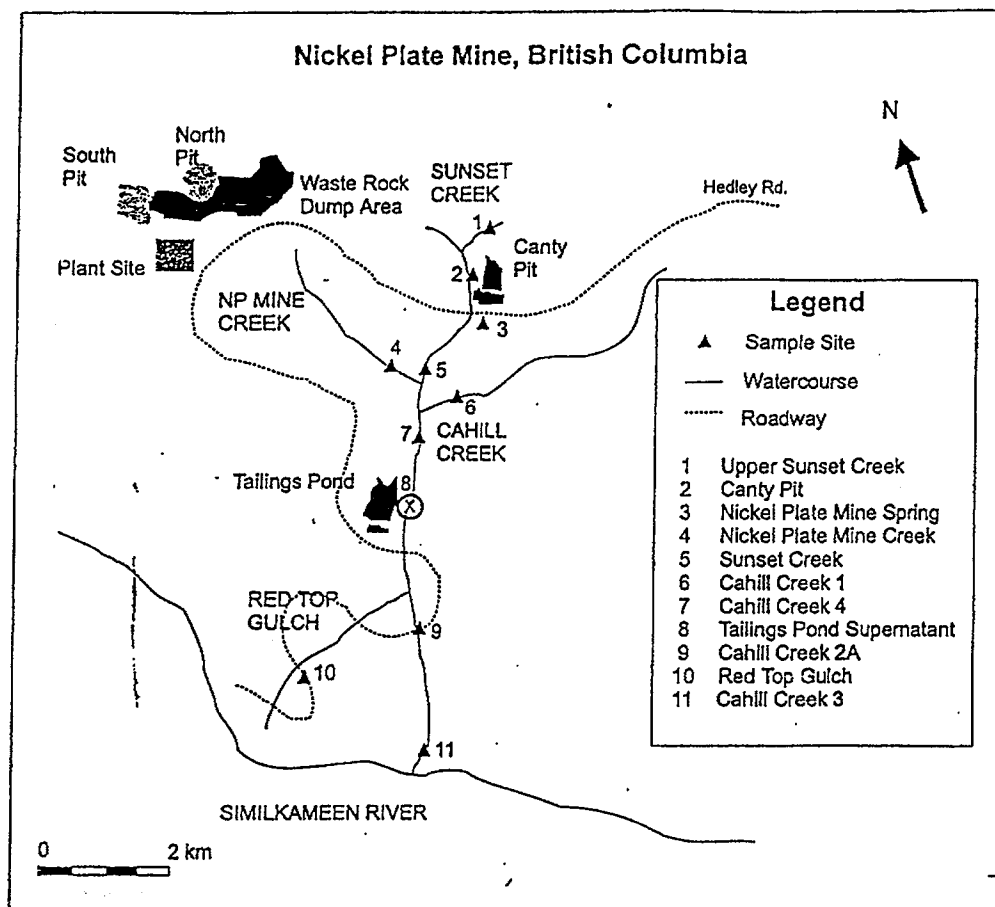 Nickel Plate Mine, British Columbia
N
North
Pit
South
Pit
SUNSET
CREEK
Waste Rock
Dump Area
Hedley Rd.
1
Canty
Pit
Plant Site
2
NP MINE
CREEK
3
4
5
6
7
CAHILL
CREEK
Tailings Pond
8
X
RED TOP
GULCH
9
10
11
SIMILKAMEEN RIVER
0 2 km
Legend
Sample Site
Watercourse
Roadway
1 Upper Sunset Creek
2 Canty Pit
3 Nickel Plate Mine Spring
4 Nickel Plate Mine Creek
5 Sunset Creek
6 Cahill Creek 1
7 Cahill Creek 4
8 Tailings Pond Supernatant
9 Cahill Creek 2A
10 Red Top Gulch
11 Cahill Creek 3